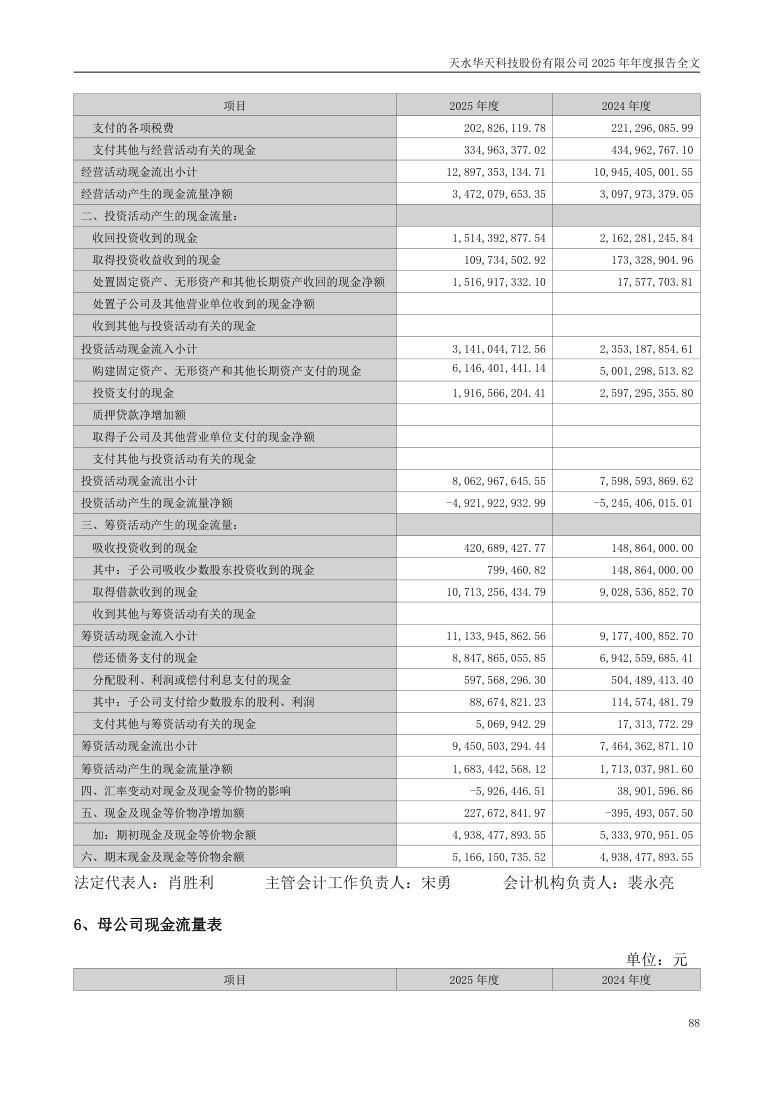 天水华天科技股份有限公司 2025 年年度报告全文
项目 2025 年度 2024 年度
支付的各项税费 202,826,119.78 221,296,085.99
支付其他与经营活动有关的现金 334,963,377.02 434,962,767.10
经营活动现金流出小计 12,897,353,134.71 10,945,405,001.55
经营活动产生的现金流量净额 3,472,079,653.35 3,097,973,379.05
二、投资活动产生的现金流量：
收回投资收到的现金 1,514,392,877.54 2,162,281,245.84
取得投资收益收到的现金 109,734,502.92 173,328,904.96
处置固定资产、无形资产和其他长期资产收回的现金净额 1,516,917,332.10 17,577,703.81
处置子公司及其他营业单位收到的现金净额
收到其他与投资活动有关的现金
投资活动现金流入小计 3,141,044,712.56 2,353,187,854.61
购建固定资产、无形资产和其他长期资产支付的现金 6,146,401,441.14 5,001,298,513.82
投资支付的现金 1,916,566,204.41 2,597,295,355.80
质押贷款净增加额
取得子公司及其他营业单位支付的现金净额
支付其他与投资活动有关的现金
投资活动现金流出小计 8,062,967,645.55 7,598,593,869.62
投资活动产生的现金流量净额 -4,921,922,932.99 -5,245,406,015.01
三、筹资活动产生的现金流量：
吸收投资收到的现金 420,689,427.77 148,864,000.00
其中：子公司吸收少数股东投资收到的现金 799,460.82 148,864,000.00
取得借款收到的现金 10,713,256,434.79 9,028,536,852.70
收到其他与筹资活动有关的现金
筹资活动现金流入小计 11,133,945,862.56 9,177,400,852.70
偿还债务支付的现金 8,847,865,055.85 6,942,559,685.41
分配股利、利润或偿付利息支付的现金 597,568,296.30 504,489,413.40
其中：子公司支付给少数股东的股利、利润 88,674,821.23 114,574,481.79
支付其他与筹资活动有关的现金 5,069,942.29 17,313,772.29
筹资活动现金流出小计 9,450,503,294.44 7,464,362,871.10
筹资活动产生的现金流量净额 1,683,442,568.12 1,713,037,981.60
四、汇率变动对现金及现金等价物的影响 -5,926,446.51 38,901,596.86
五、现金及现金等价物净增加额 227,672,841.97 -395,493,057.50
加：期初现金及现金等价物余额 4,938,477,893.55 5,333,970,951.05
六、期末现金及现金等价物余额 5,166,150,735.52 4,938,477,893.55
法定代表人：肖胜利 主管会计工作负责人：宋勇 会计机构负责人：裴永亮
6、母公司现金流量表
单位：元
项目 2025 年度 2024 年度
88